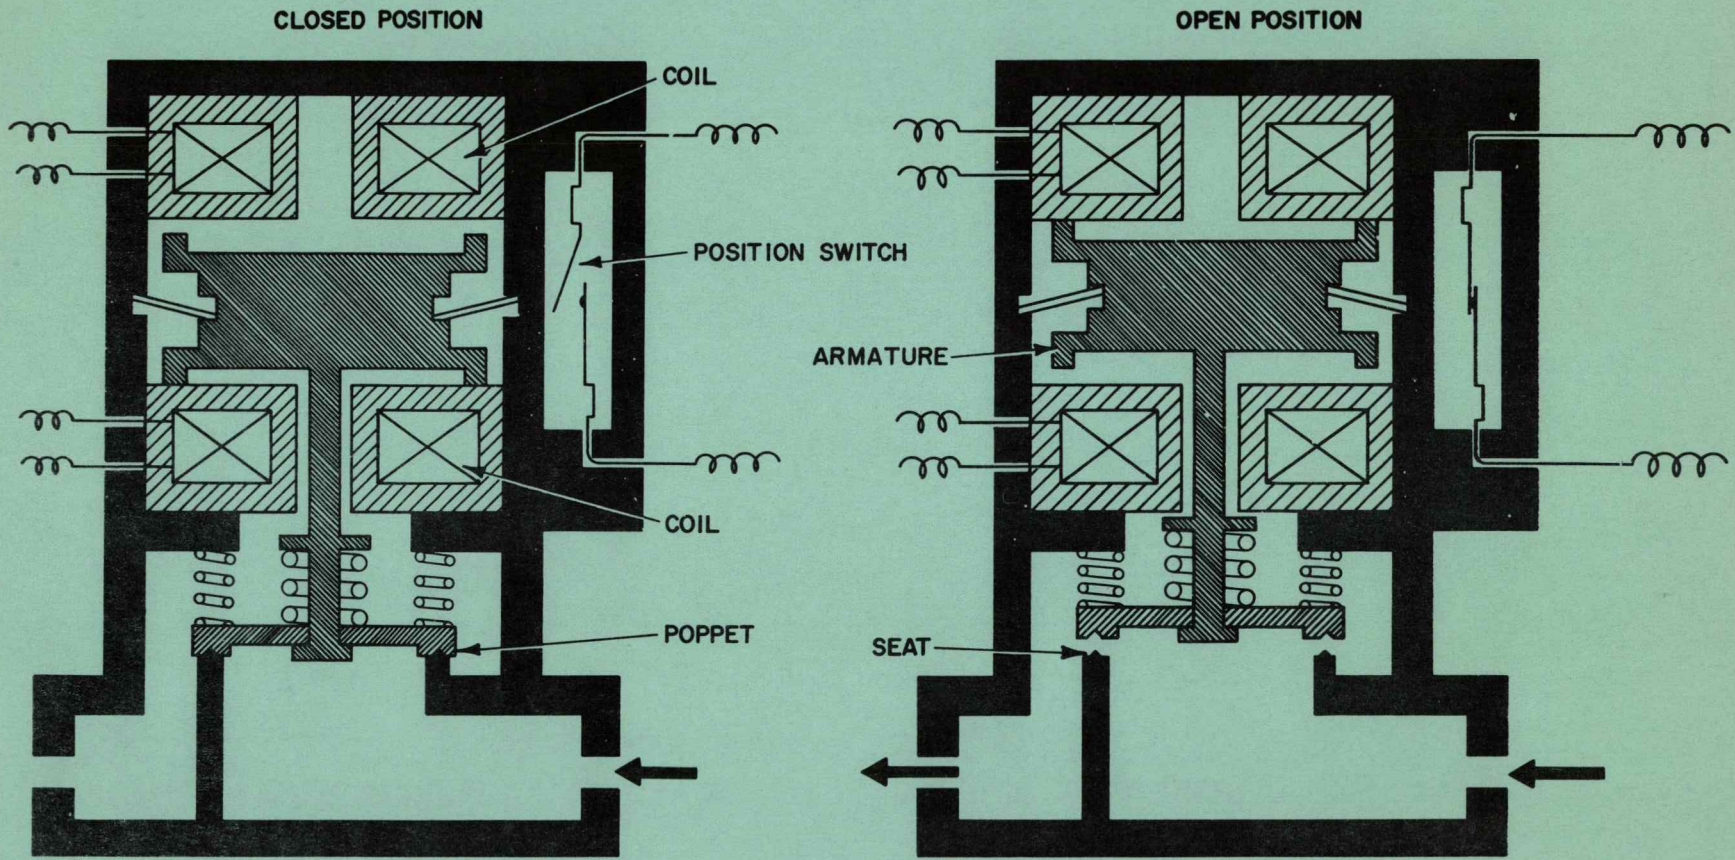 CLOSED POSITION
OPEN POSITION
COIL
POSITION SWITCH
ARMATURE
COIL
POPPET
SEAT